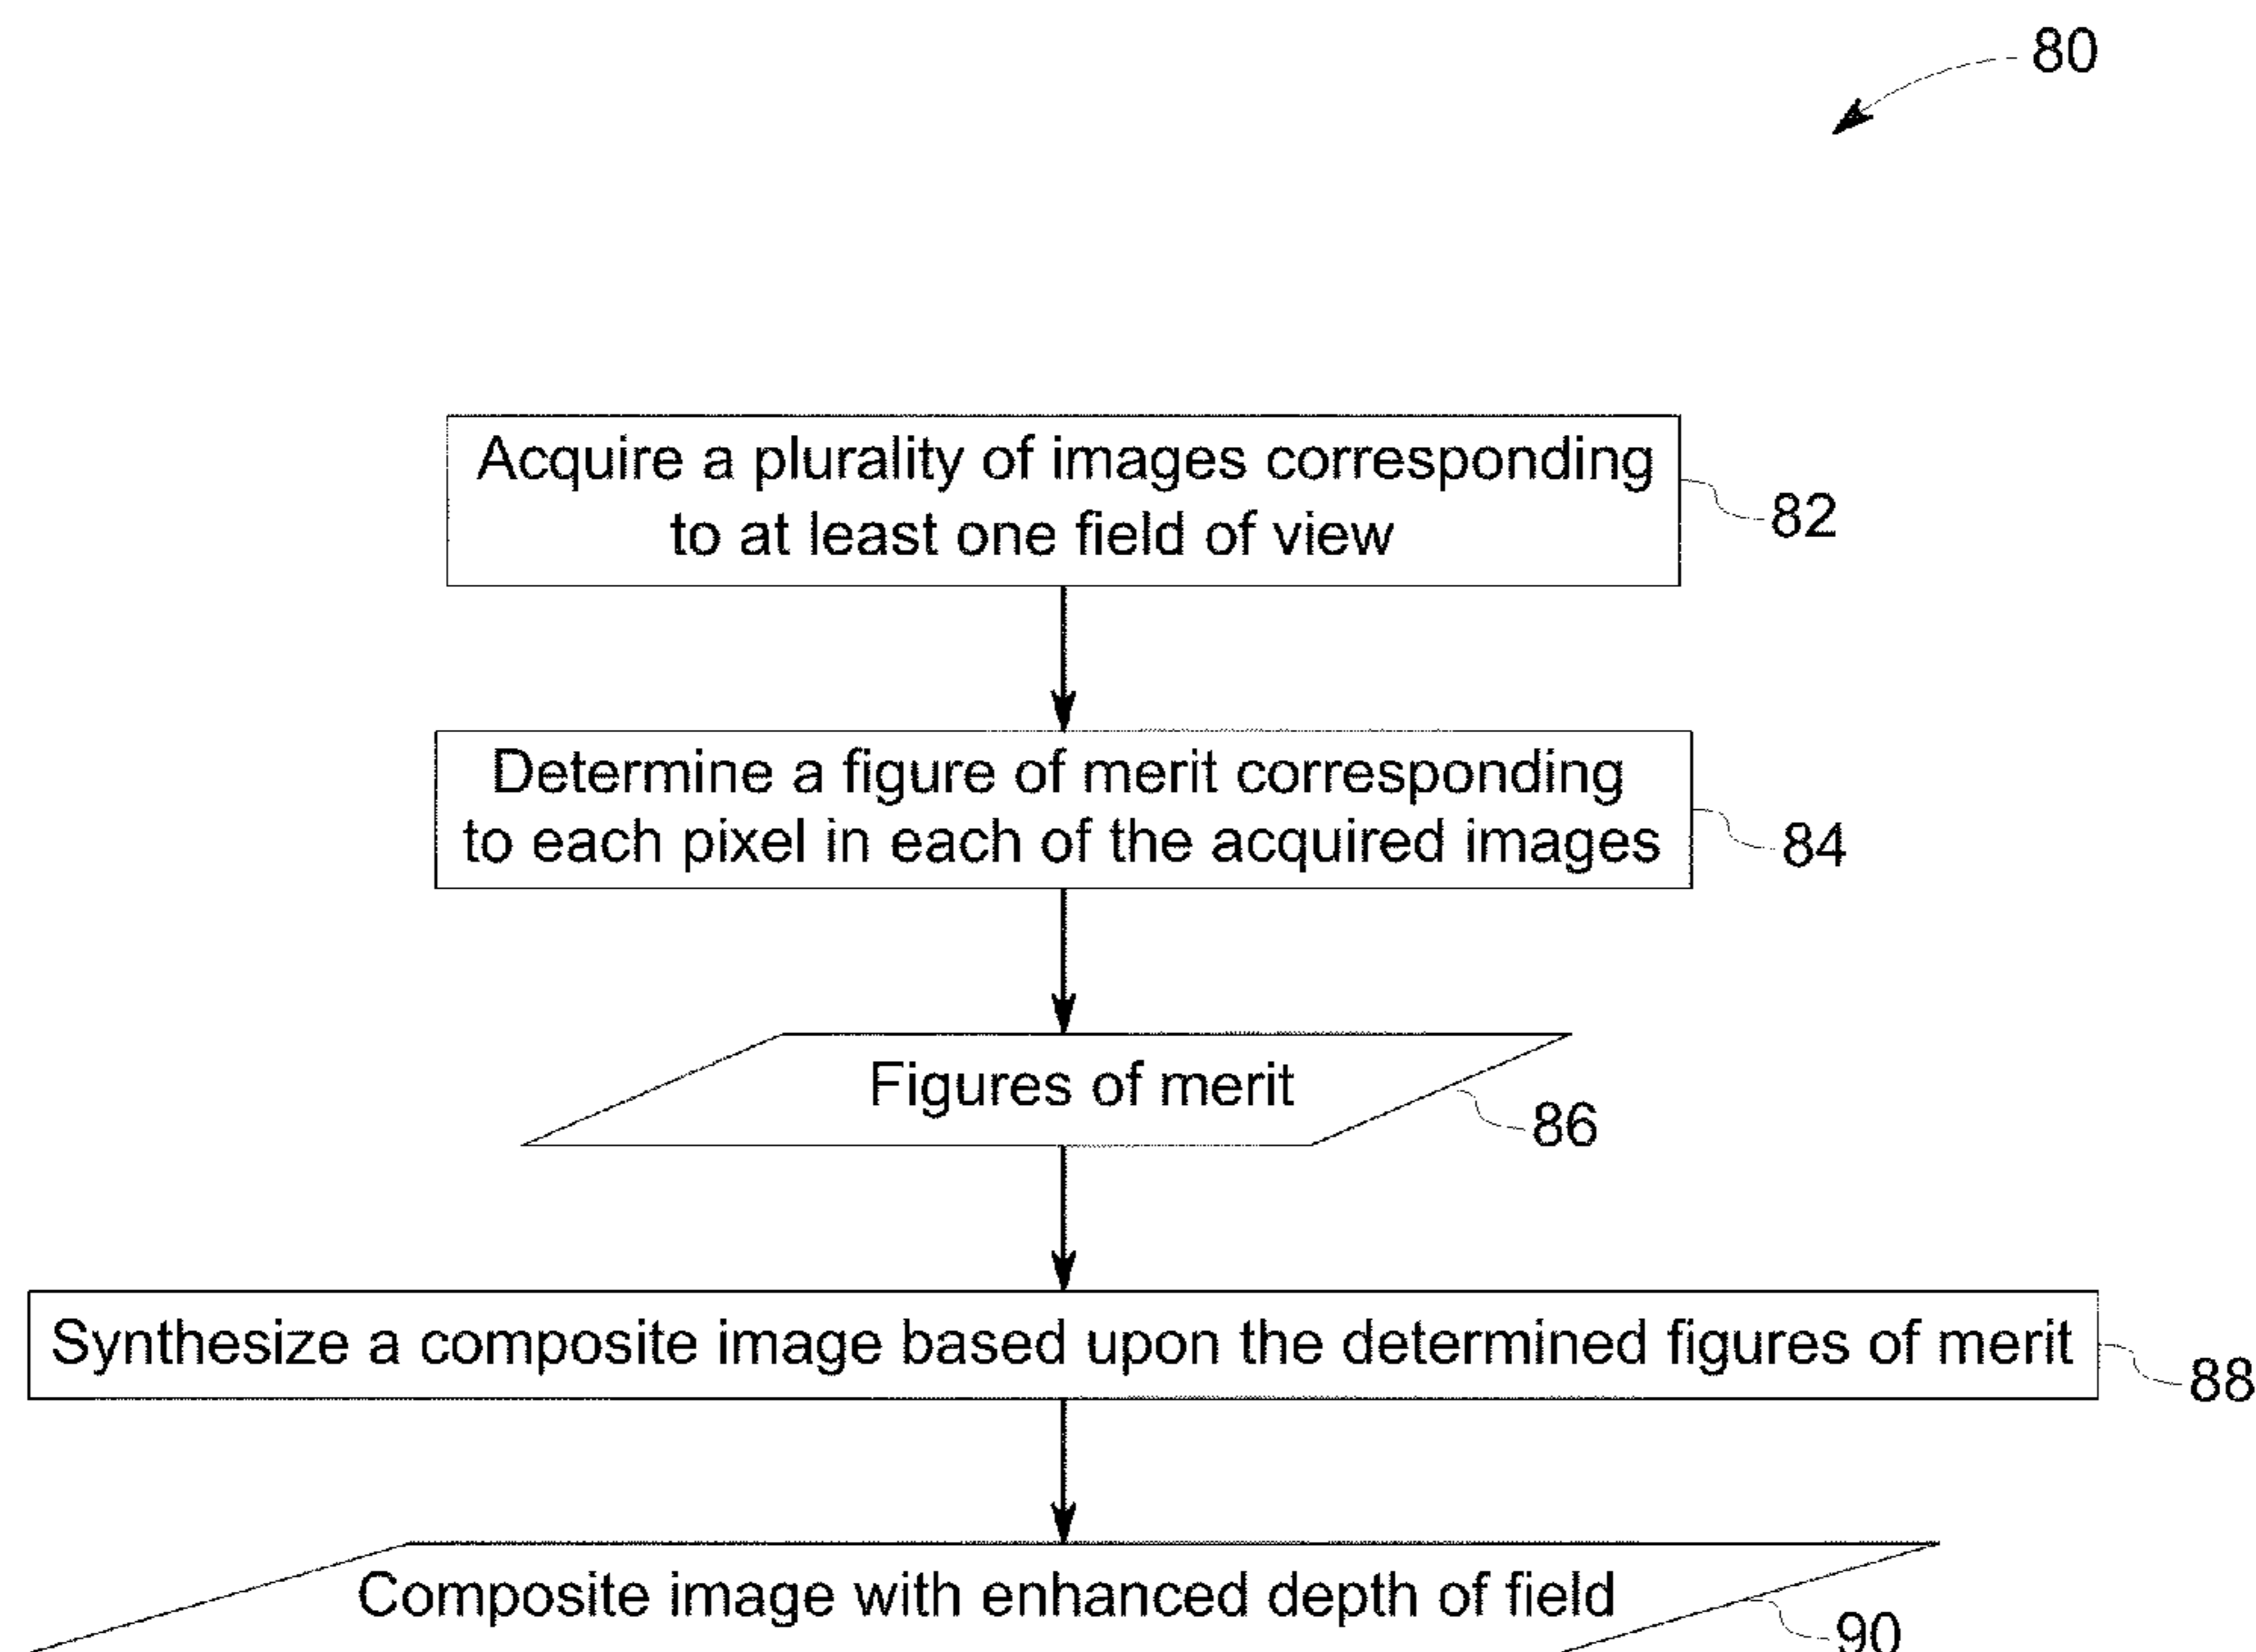 80
Acquire a plurality of images corresponding
to at least one field of view
82
Determine a figure of merit corresponding
to each pixel in each of the acquired images
84
Figures of merit
86
Synthesize a composite image based upon the determined figures of merit
88
Composite image with enhanced depth of field
90